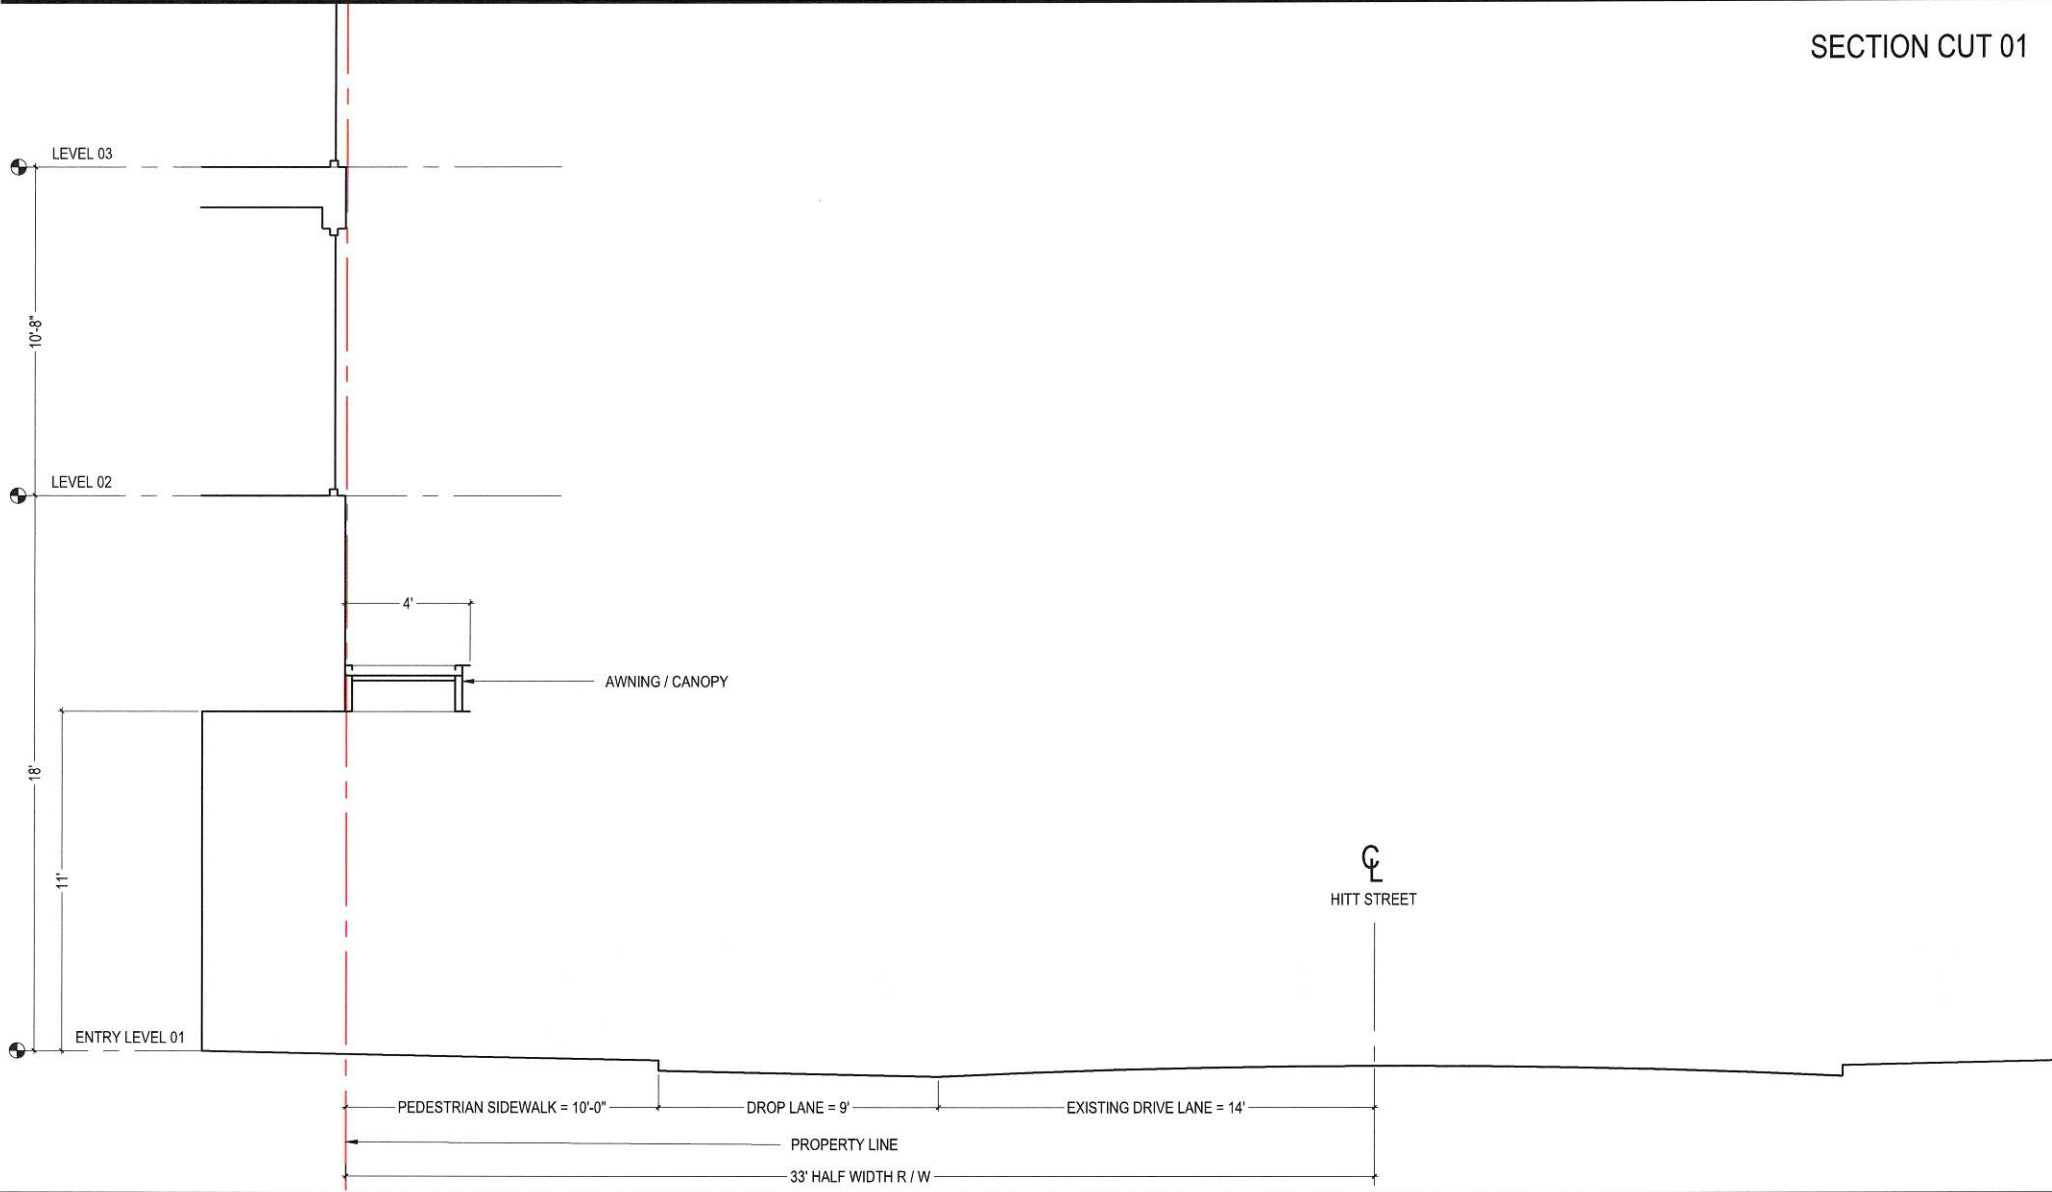 SECTION CUT 01
LEVEL 03
10'-8"
LEVEL 02
4'
AWNING / CANOPY
18'
11'
CL
HITT STREET
ENTRY LEVEL 01
PEDESTRIAN SIDEWALK = 10'-0"
DROP LANE = 9'
EXISTING DRIVE LANE = 14'
PROPERTY LINE
33' HALF WIDTH R / W